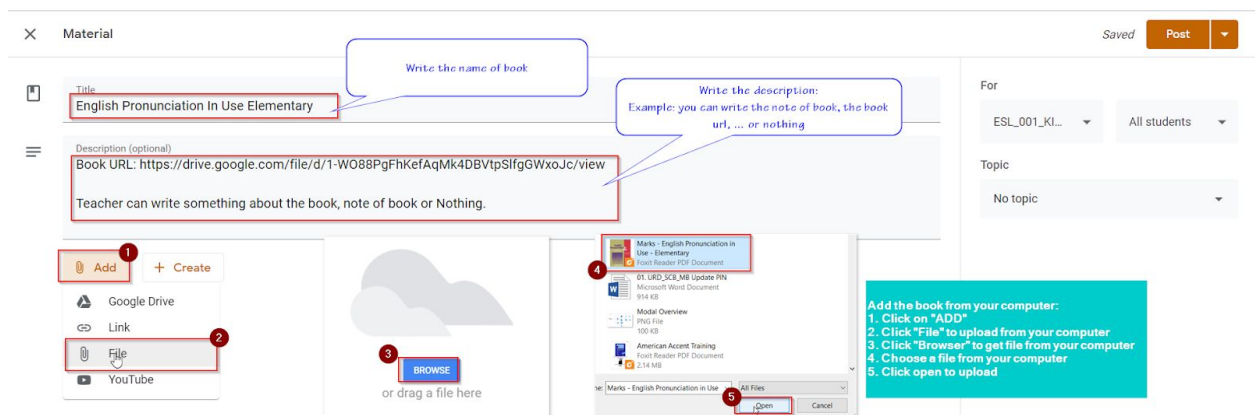 Material
Saved
Post
Write the name of book
Title
English Pronunciation In Use Elementary
Write the description:
Example: you can write the note of book, the book
url, ... or nothing
Description (optional)
Book URL: https://drive.google.com/file/d/1-WO88PgFhKefAqMk4DBVtpSlfgGWxoJc/view
Teacher can write something about the book, note of book or Nothing.
For
ESL_001_KI...
All students
Topic
No topic
1
Add
+ Create
Google Drive
Link
2
File
YouTube
3
BROWSE
or drag a file here
4
Marks - English Pronunciation in
Use - Elementary
Foxit Reader PDF Document
01. URD_SCB_MB Update PIN
Microsoft Word Document
914 KB
Modal Overview
PNG File
100 KB
American Accent Training
Foxit Reader PDF Document
2.14 MB
ne: Marks - English Pronunciation in Use
All Files
5
Open
Cancel
Add the book from your computer:
1. Click on "ADD"
2. Click "File" to upload from your computer
3. Click "Browser" to get file from your computer
4. Choose a file from your computer
5. Click open to upload